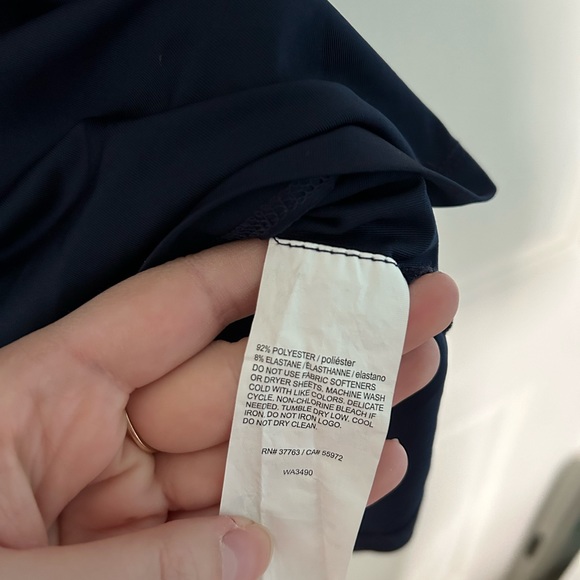 92% POLYESTER / poliéster
8% ELASTANE / ÉLASTHANNE / elastano
DO NOT USE FABRIC SOFTENERS
OR DRYER SHEETS. MACHINE WASH
COLD WITH LIKE COLORS. DELICATE
CYCLE. NON-CHLORINE BLEACH IF
NEEDED. TUMBLE DRY LOW. COOL
IRON. DO NOT IRON LOGO.
DO NOT DRY CLEAN.
RN# 37763 / CA# 55972
WA3490